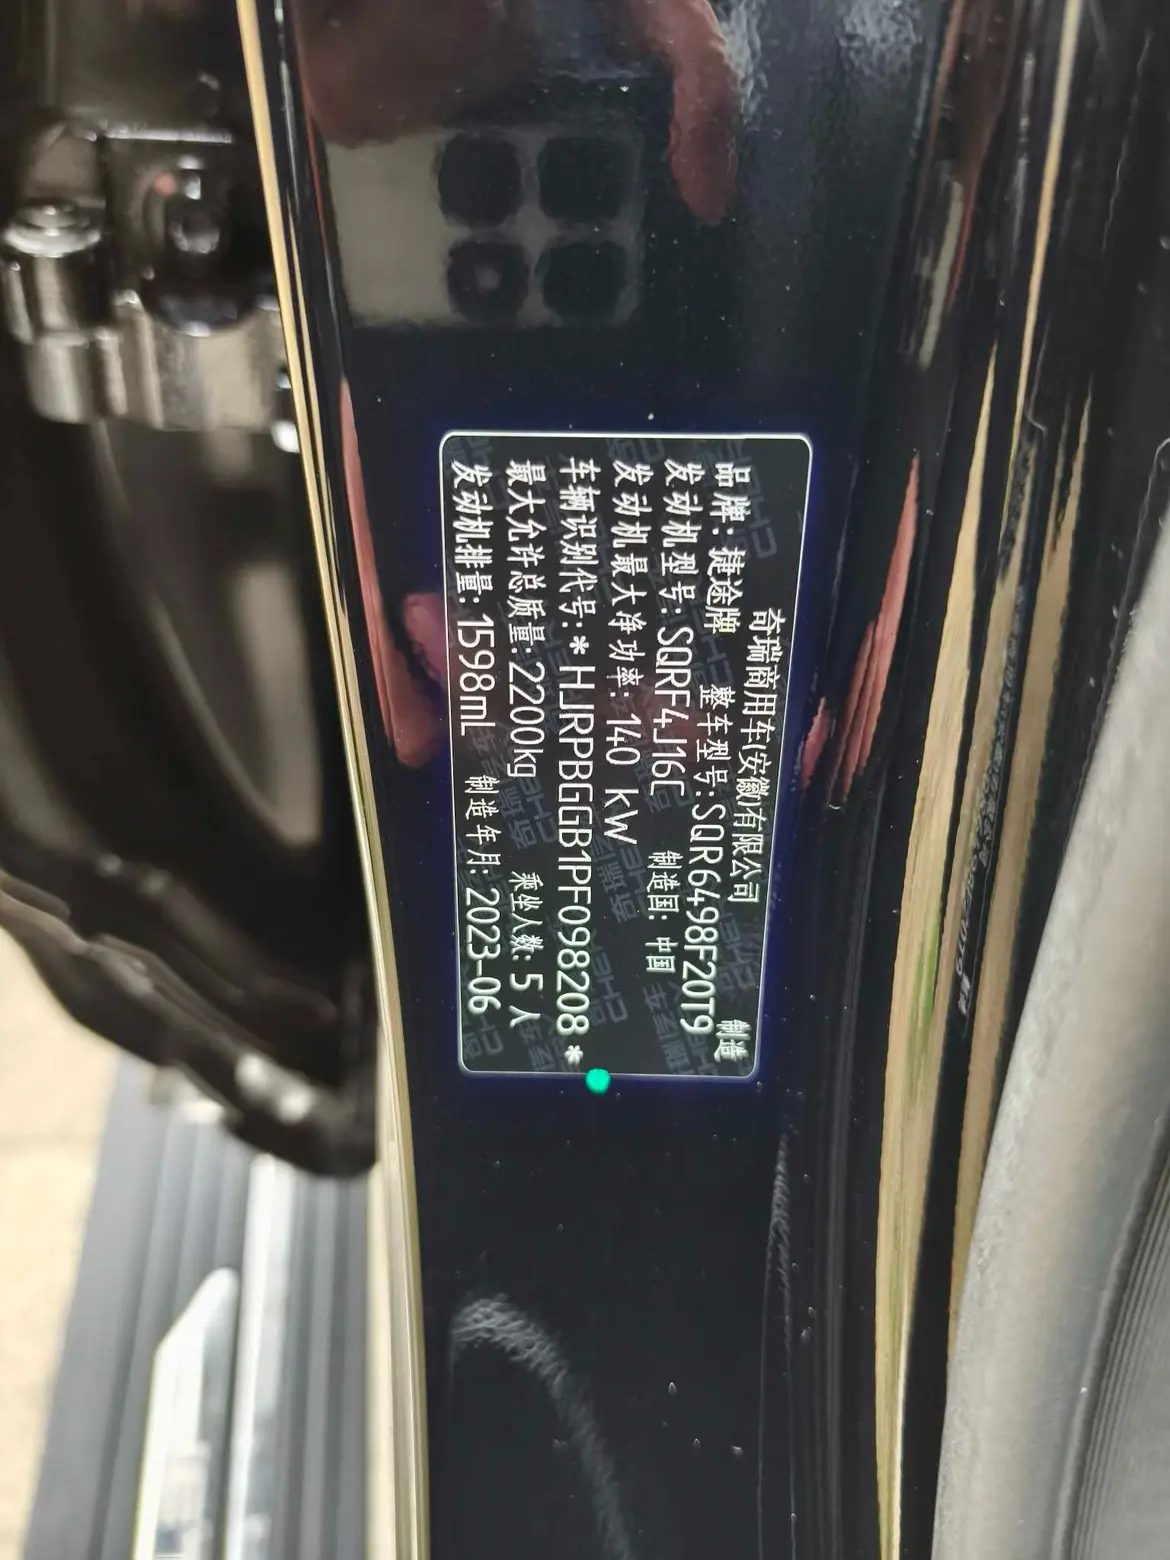 奇瑞商用车(安徽)有限公司 制造
品牌:捷途牌 整车型号:SQR6498F20T9
发动机型号:SQRF4J16C 制造国:中国
发动机最大净功率:140 kW
车辆识别代号:*HJRPBGGB1PF098208*
最大允许总质量:2200kg 乘坐人数:5人
发动机排量:1598mL 制造年月:2023-06